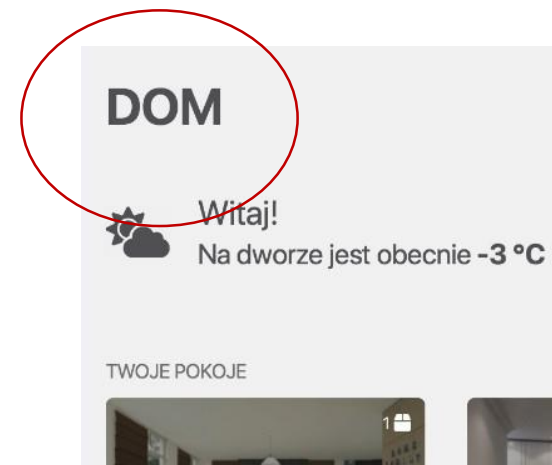 DOM
Witaj!
Na dworze jest obecnie -3 °C
TWOJE POKOJE
1